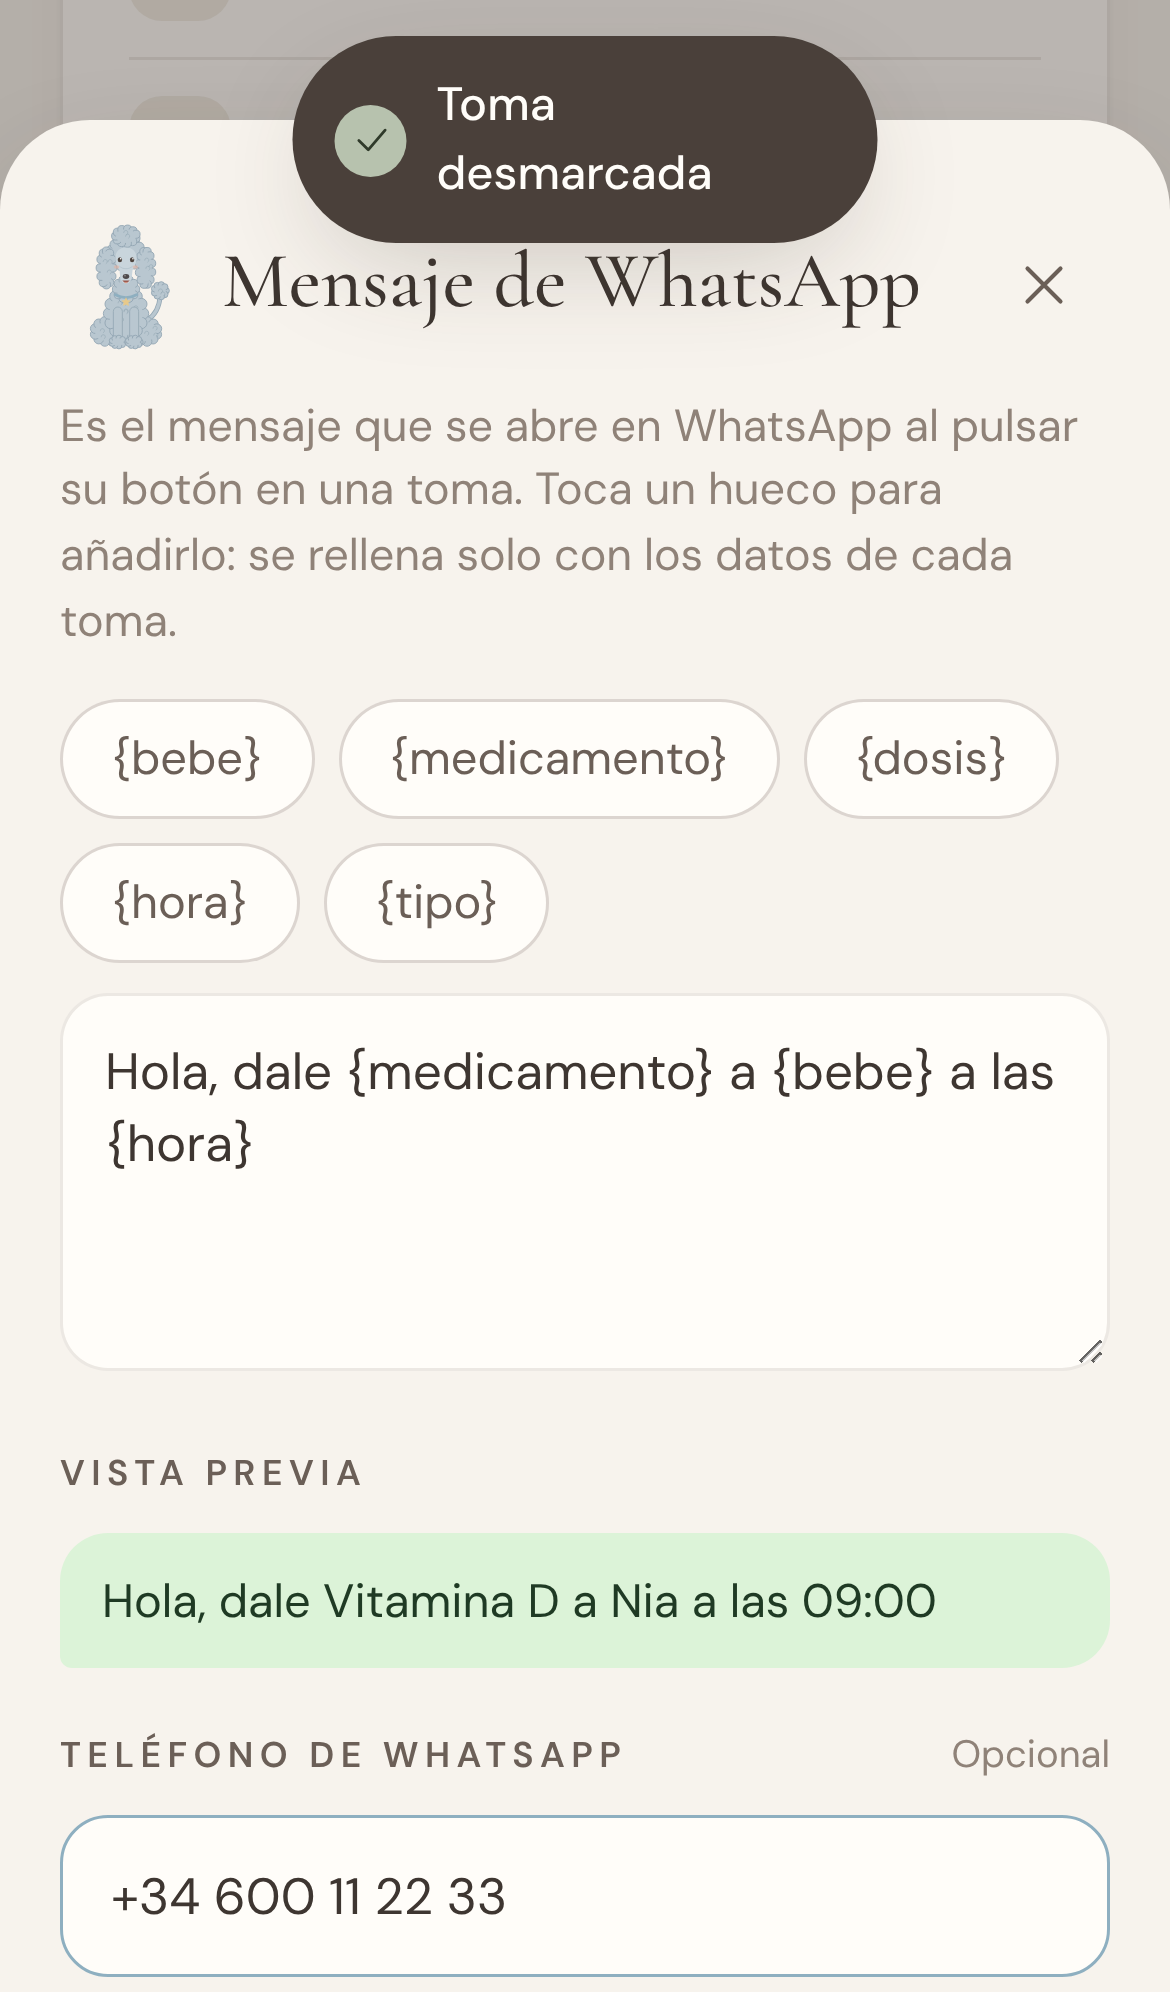 Toma
desmarcada
Mensaje de WhatsApp
Es el mensaje que se abre en WhatsApp al pulsar
su botón en una toma. Toca un hueco para
añadirlo: se rellena solo con los datos de cada
toma.
{bebe} {medicamento} {dosis}
{hora} {tipo}
Hola, dale {medicamento} a {bebe} a las
{hora}
VISTA PREVIA
Hola, dale Vitamina D a Nia a las 09:00
TELÉFONO DE WHATSAPP Opcional
+34 600 11 22 33